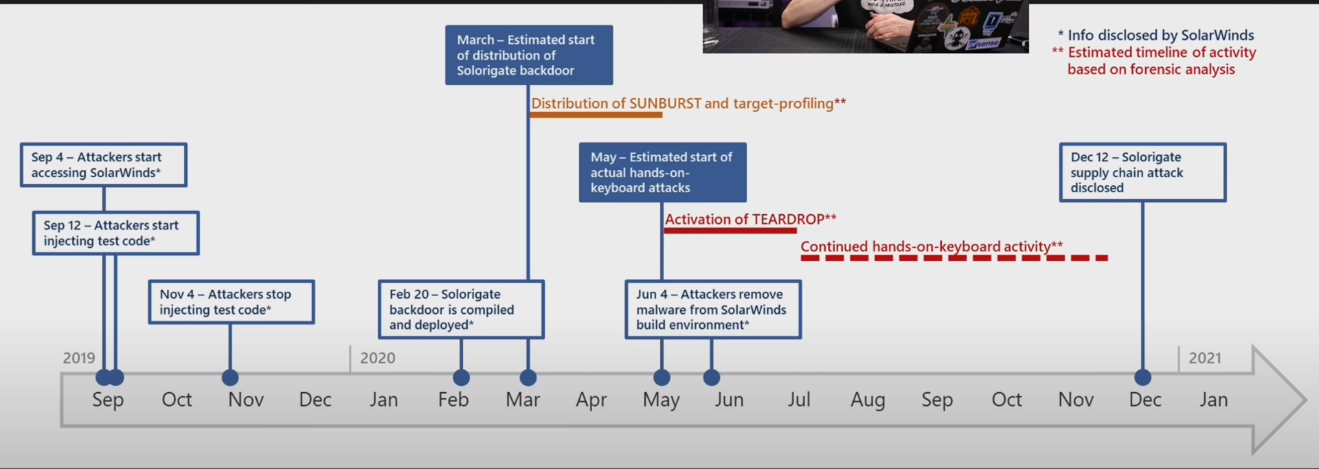 * Info disclosed by SolarWinds
** Estimated timeline of activity
based on forensic analysis
March – Estimated start
of distribution of
Solorigate backdoor
Distribution of SUNBURST and target-profiling**
Sep 4 – Attackers start
accessing SolarWinds*
May – Estimated start of
actual hands-on-
keyboard attacks
Dec 12 – Solorigate
supply chain attack
disclosed
Sep 12 – Attackers start
injecting test code*
Activation of TEARDROP**
Continued hands-on-keyboard activity**
Nov 4 – Attackers stop
injecting test code*
Feb 20 – Solorigate
backdoor is compiled
and deployed*
Jun 4 – Attackers remove
malware from SolarWinds
build environment*
2019
2020
2021
Sep Oct Nov Dec Jan Feb Mar Apr May Jun Jul Aug Sep Oct Nov Dec Jan